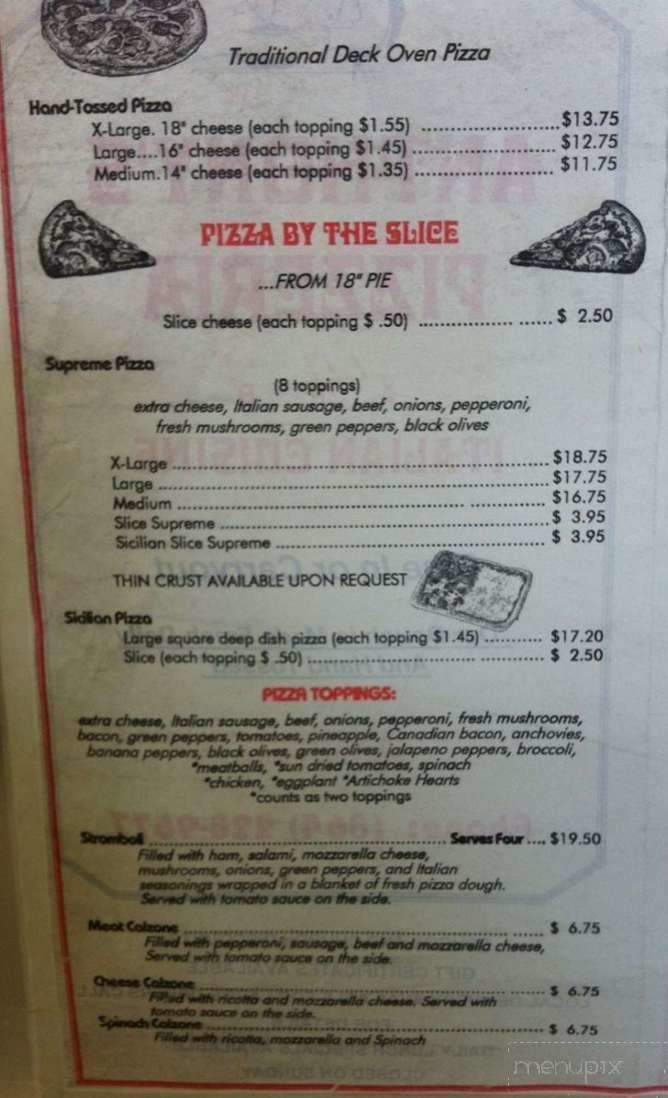 Traditional Deck Oven Pizza
Hand-Tossed Pizza
X-Large. 18" cheese (each topping $1.55) ........................ $13.75
Large....16" cheese (each topping $1.45) ........................ $12.75
Medium.14" cheese (each topping $1.35) ........................ $11.75
PIZZA BY THE SLICE
...FROM 18" PIE
Slice cheese (each topping $ .50) ........................ $ 2.50
Supreme Pizza
(8 toppings)
extra cheese, Italian sausage, beef, onions, pepperoni,
fresh mushrooms, green peppers, black olives
X-Large ........................ $18.75
Large ........................ $17.75
Medium ........................ $16.75
Slice Supreme ........................ $ 3.95
Sicilian Slice Supreme ........................ $ 3.95
THIN CRUST AVAILABLE UPON REQUEST
Sicilian Pizza
Large square deep dish pizza (each topping $1.45) ........... $17.20
Slice (each topping $ .50) ........................ $ 2.50
PIZZA TOPPINGS:
extra cheese, Italian sausage, beef, onions, pepperoni, fresh mushrooms,
bacon, green peppers, tomatoes, pineapple, Canadian bacon, anchovies,
banana peppers, black olives, green olives, jalapeno peppers, broccoli,
*meatballs, *sun dried tomatoes, spinach
*chicken, *eggplant *Artichoke Hearts
*counts as two toppings
Stromboli ........................ Serves Four .... $19.50
Filled with ham, salami, mozzarella cheese,
mushrooms, onions, green peppers, and Italian
seasonings wrapped in a blanket of fresh pizza dough.
Served with tomato sauce on the side.
Meat Calzone ........................ $ 6.75
Filled with pepperoni, sausage, beef and mozzarella cheese,
Served with tomato sauce on the side.
Cheese Calzone ........................ $ 6.75
Filled with ricotta and mozzarella cheese. Served with
tomato sauce on the side.
Spinach Calzone ........................ $ 6.75
Filled with ricotta, mozzarella and Spinach
menupix